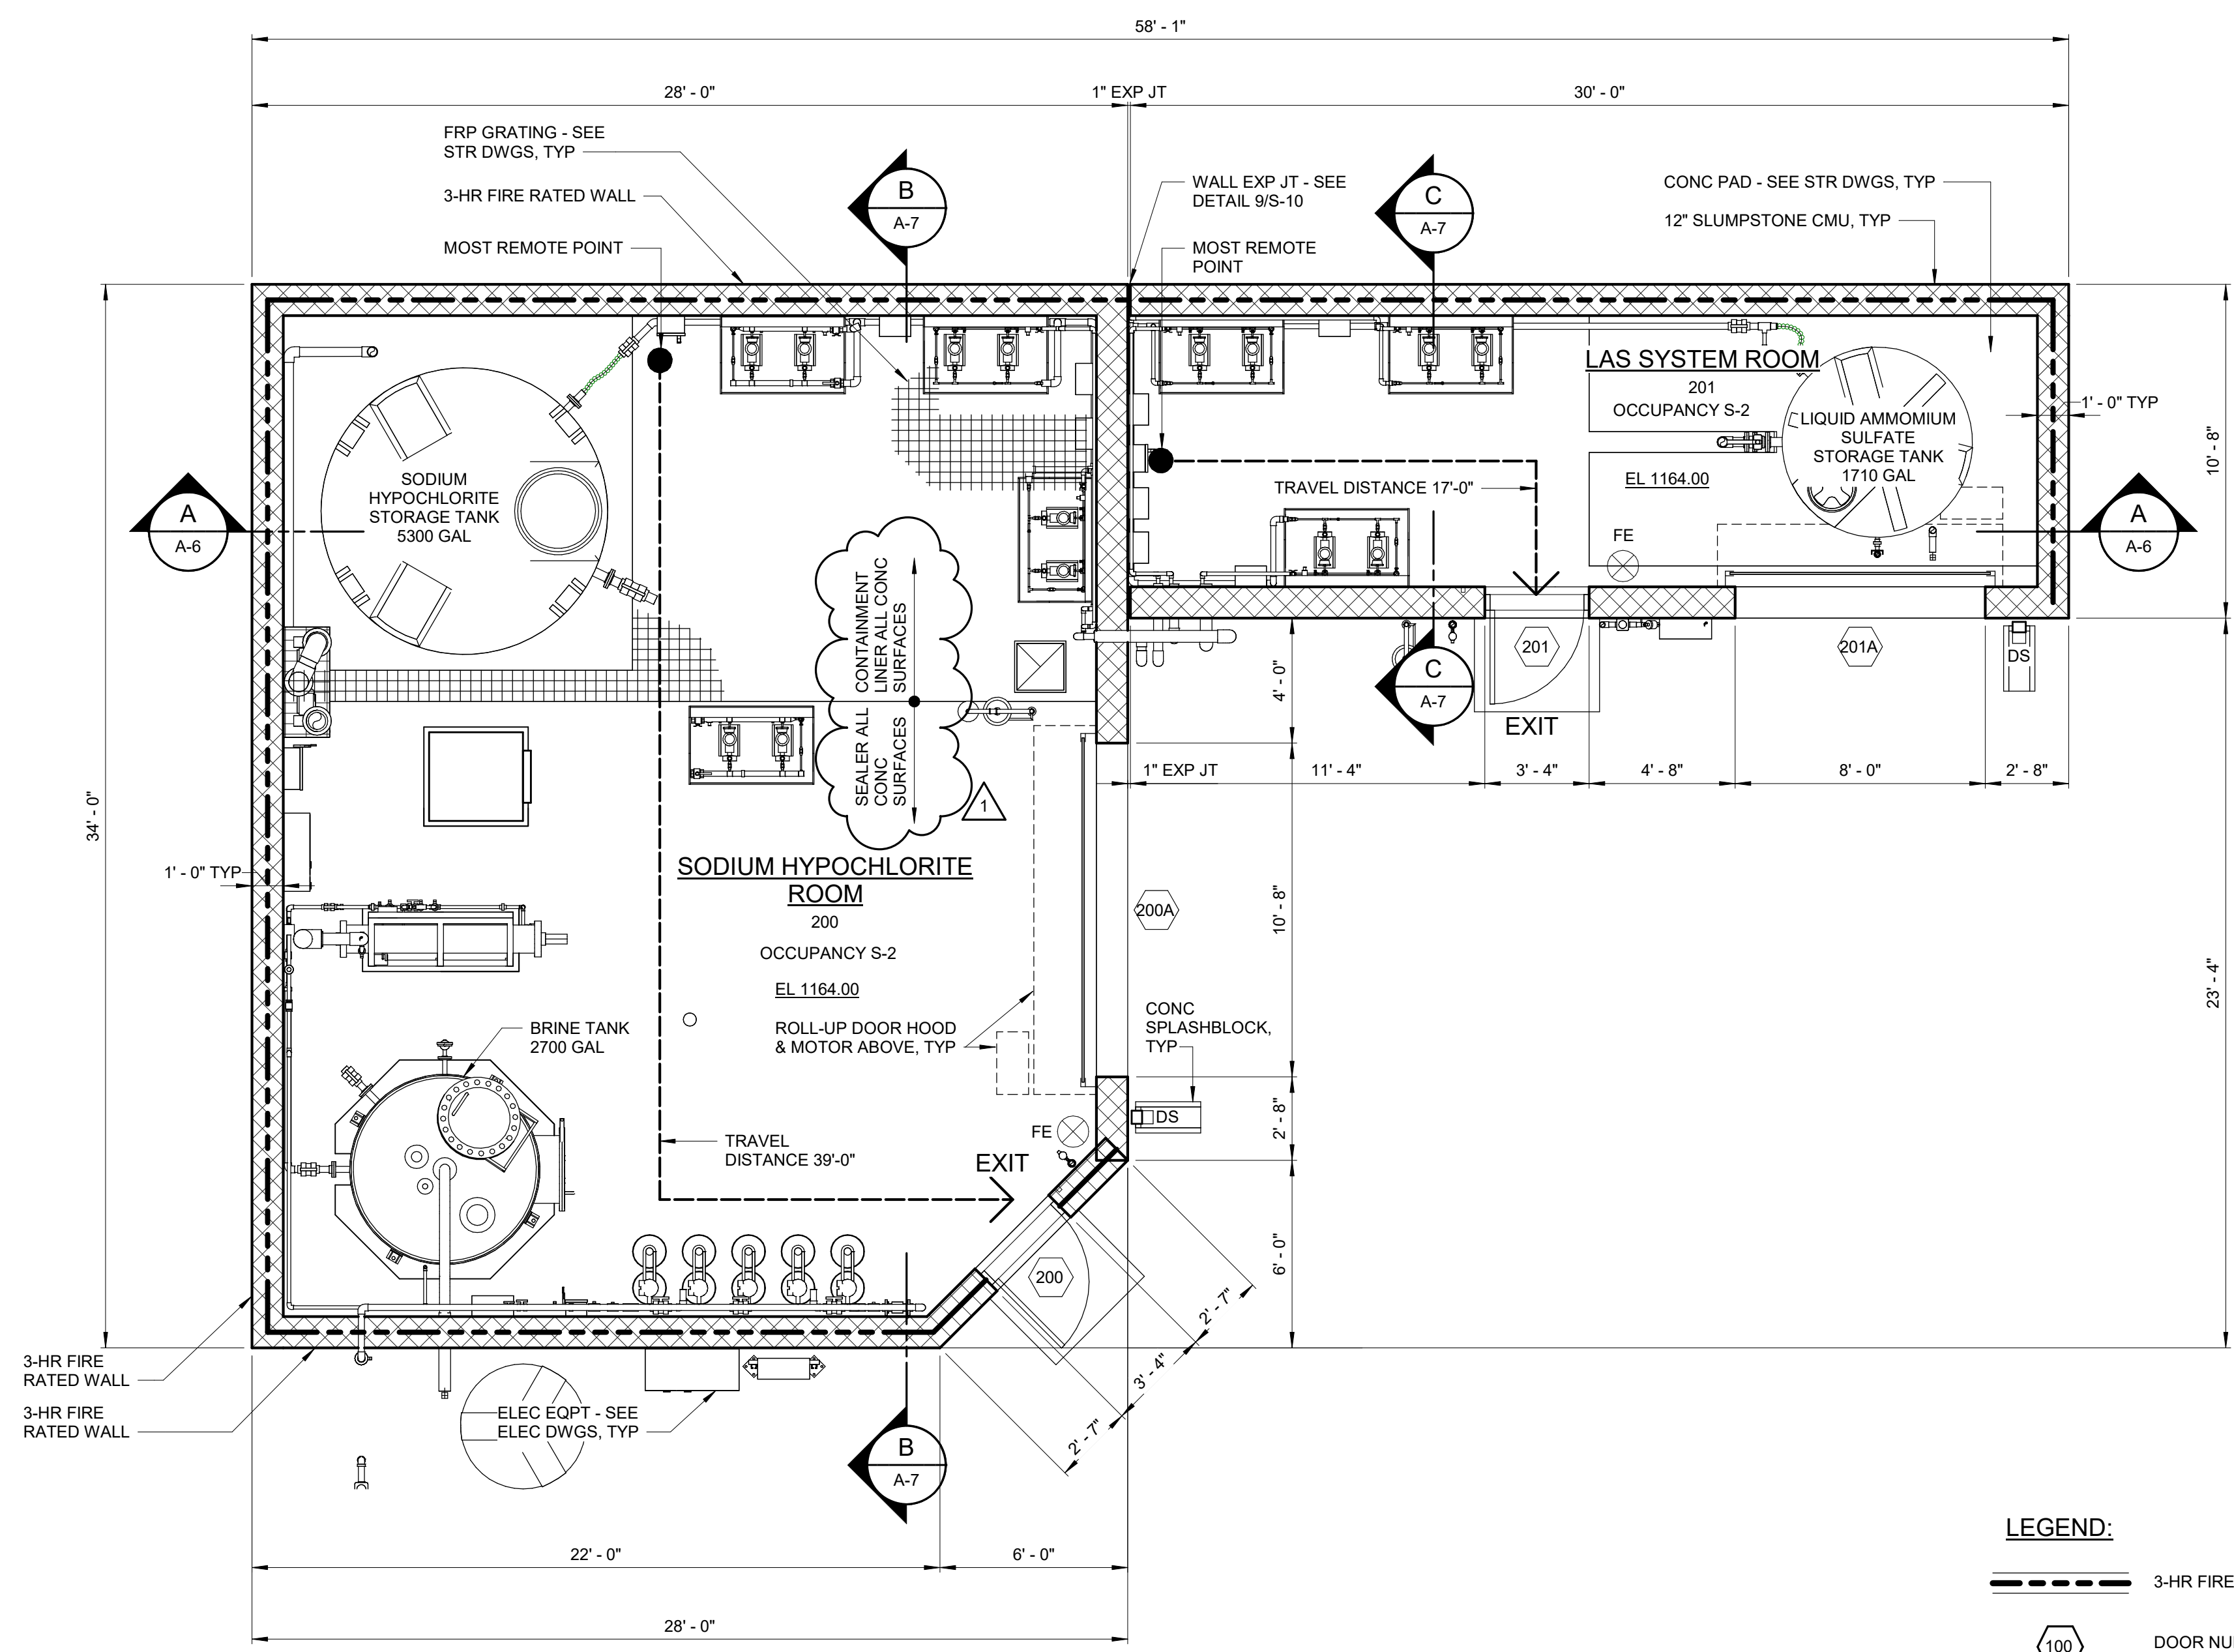 58' - 1"
28' - 0"
1" EXP JT
30' - 0"
FRP GRATING - SEE
STR DWGS, TYP
3-HR FIRE RATED WALL
MOST REMOTE POINT
B
A-7
WALL EXP JT - SEE
DETAIL 9/S-10
MOST REMOTE
POINT
C
A-7
CONC PAD - SEE STR DWGS, TYP
12" SLUMPSTONE CMU, TYP
LAS SYSTEM ROOM
201
OCCUPANCY S-2
LIQUID AMMOMIUM
SULFATE
STORAGE TANK
1710 GAL
EL 1164.00
1' - 0" TYP
10' - 8"
SODIUM
HYPOCHLORITE
STORAGE TANK
5300 GAL
A
A-6
TRAVEL DISTANCE 17'-0"
FE
A
A-6
CONTAINMENT
LINER ALL CONC
SURFACES
SEALER ALL
CONC
SURFACES
1
4' - 0"
C
A-7
201
EXIT
201A
DS
1" EXP JT
11' - 4"
3' - 4"
4' - 8"
8' - 0"
2' - 8"
34' - 0"
1' - 0" TYP
SODIUM HYPOCHLORITE
ROOM
200
OCCUPANCY S-2
EL 1164.00
200A
10' - 8"
23' - 4"
BRINE TANK
2700 GAL
ROLL-UP DOOR HOOD
& MOTOR ABOVE, TYP
CONC
SPLASHBLOCK,
TYP
DS
2' - 8"
FE
TRAVEL
DISTANCE 39'-0"
EXIT
200
6' - 0"
2' - 7"
3' - 4"
2' - 7"
3-HR FIRE
RATED WALL
3-HR FIRE
RATED WALL
ELEC EQPT - SEE
ELEC DWGS, TYP
B
A-7
22' - 0"
6' - 0"
28' - 0"
LEGEND:
3-HR FIRE
100
DOOR NU